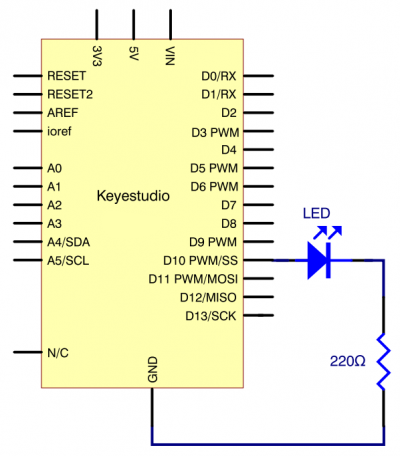 3V3
5V
VIN
RESET
RESET2
AREF
ioref
A0
A1
A2
A3
A4/SDA
A5/SCL
N/C
Keyestudio
D0/RX
D1/RX
D2
D3 PWM
D4
D5 PWM
D6 PWM
D7
D8
D9 PWM
D10 PWM/SS
D11 PWM/MOSI
D12/MISO
D13/SCK
GND
LED
220Ω